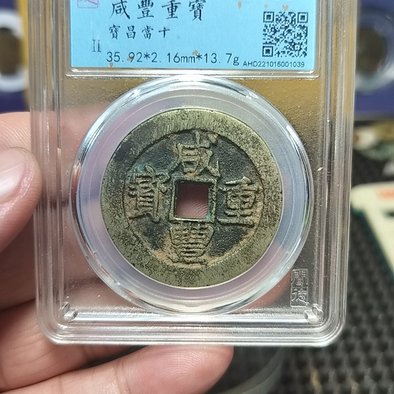 咸豐重寶
寶昌當十
II
35.92*2.16mm*13.7g
AHD221016001039
咸
豐
重
寶